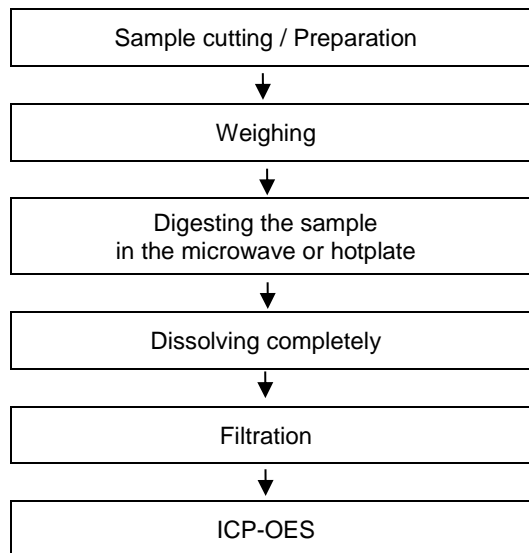 Sample cutting / Preparation
Weighing
Digesting the sample
in the microwave or hotplate
Dissolving completely
Filtration
ICP-OES